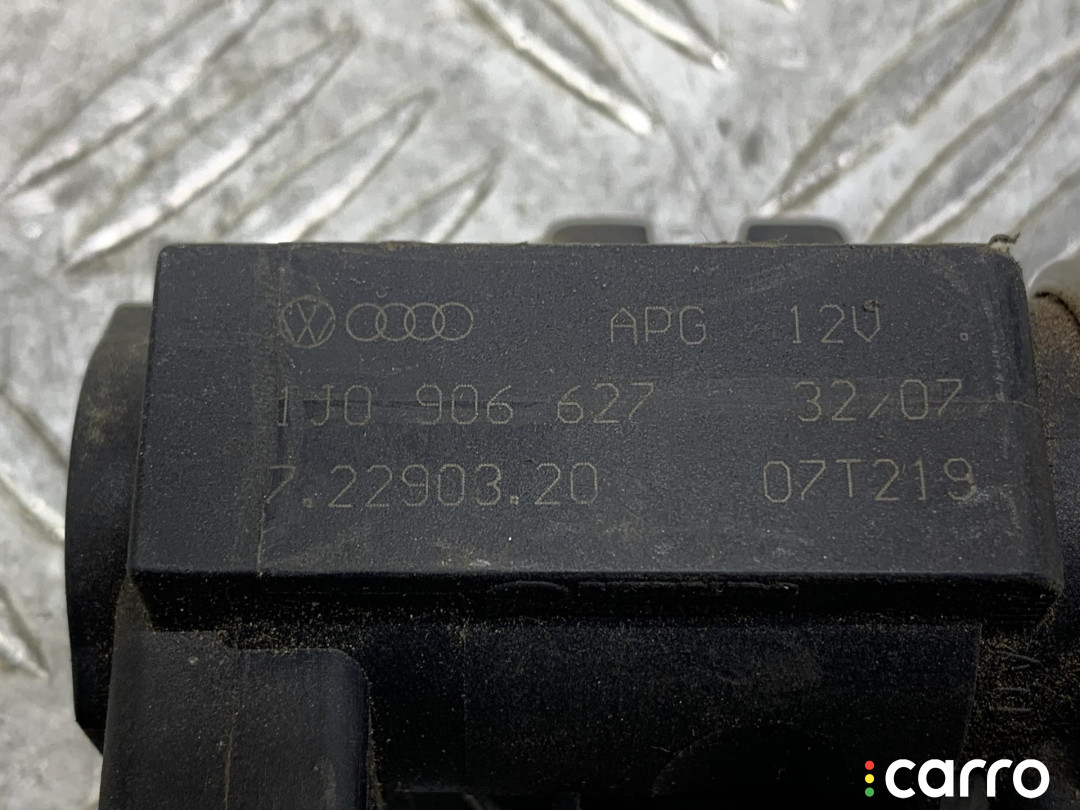 APG 12V
1J0 906 627 32/07
7.22903.20 07T219
carro